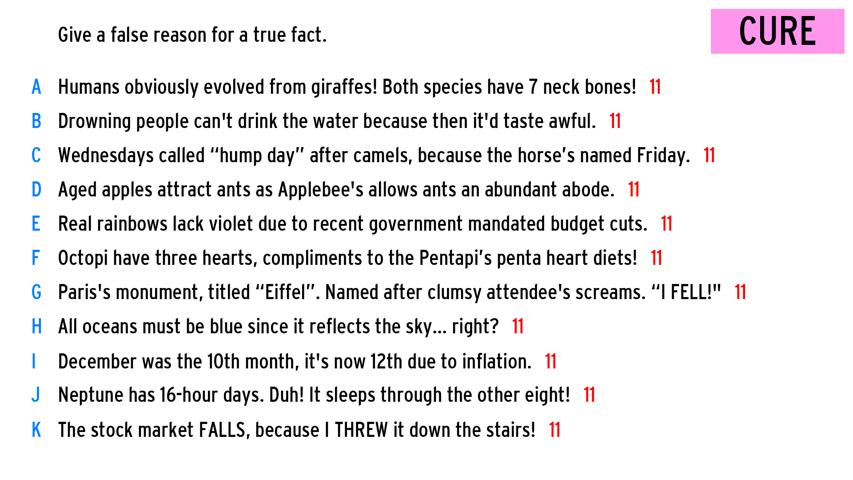 Give a false reason for a true fact.
CURE
A Humans obviously evolved from giraffes! Both species have 7 neck bones! 11
B Drowning people can't drink the water because then it'd taste awful. 11
C Wednesdays called “hump day” after camels, because the horse’s named Friday. 11
D Aged apples attract ants as Applebee's allows ants an abundant abode. 11
E Real rainbows lack violet due to recent government mandated budget cuts. 11
F Octopi have three hearts, compliments to the Pentapi’s penta heart diets! 11
G Paris's monument, titled “Eiffel”. Named after clumsy attendee's screams. “I FELL!" 11
H All oceans must be blue since it reflects the sky... right? 11
I December was the 10th month, it's now 12th due to inflation. 11
J Neptune has 16-hour days. Duh! It sleeps through the other eight! 11
K The stock market FALLS, because I THREW it down the stairs! 11